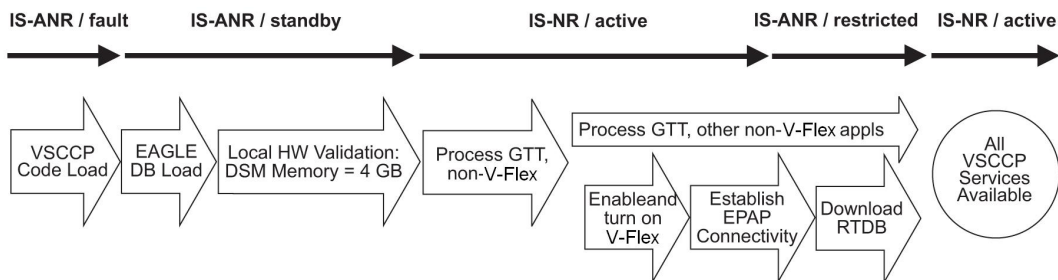 IS-ANR / fault
IS-ANR / standby
IS-NR / active
IS-ANR / restricted
IS-NR / active
VSCCP
Code Load
EAGLE
DB Load
Local HW Validation:
DSM Memory = 4 GB
Process GTT,
non-V-Flex
Process GTT, other non-V-Flex appls
Enableand
turn on
V-Flex
Establish
EPAP
Connectivity
Download
RTDB
All
VSCCP
Services
Available